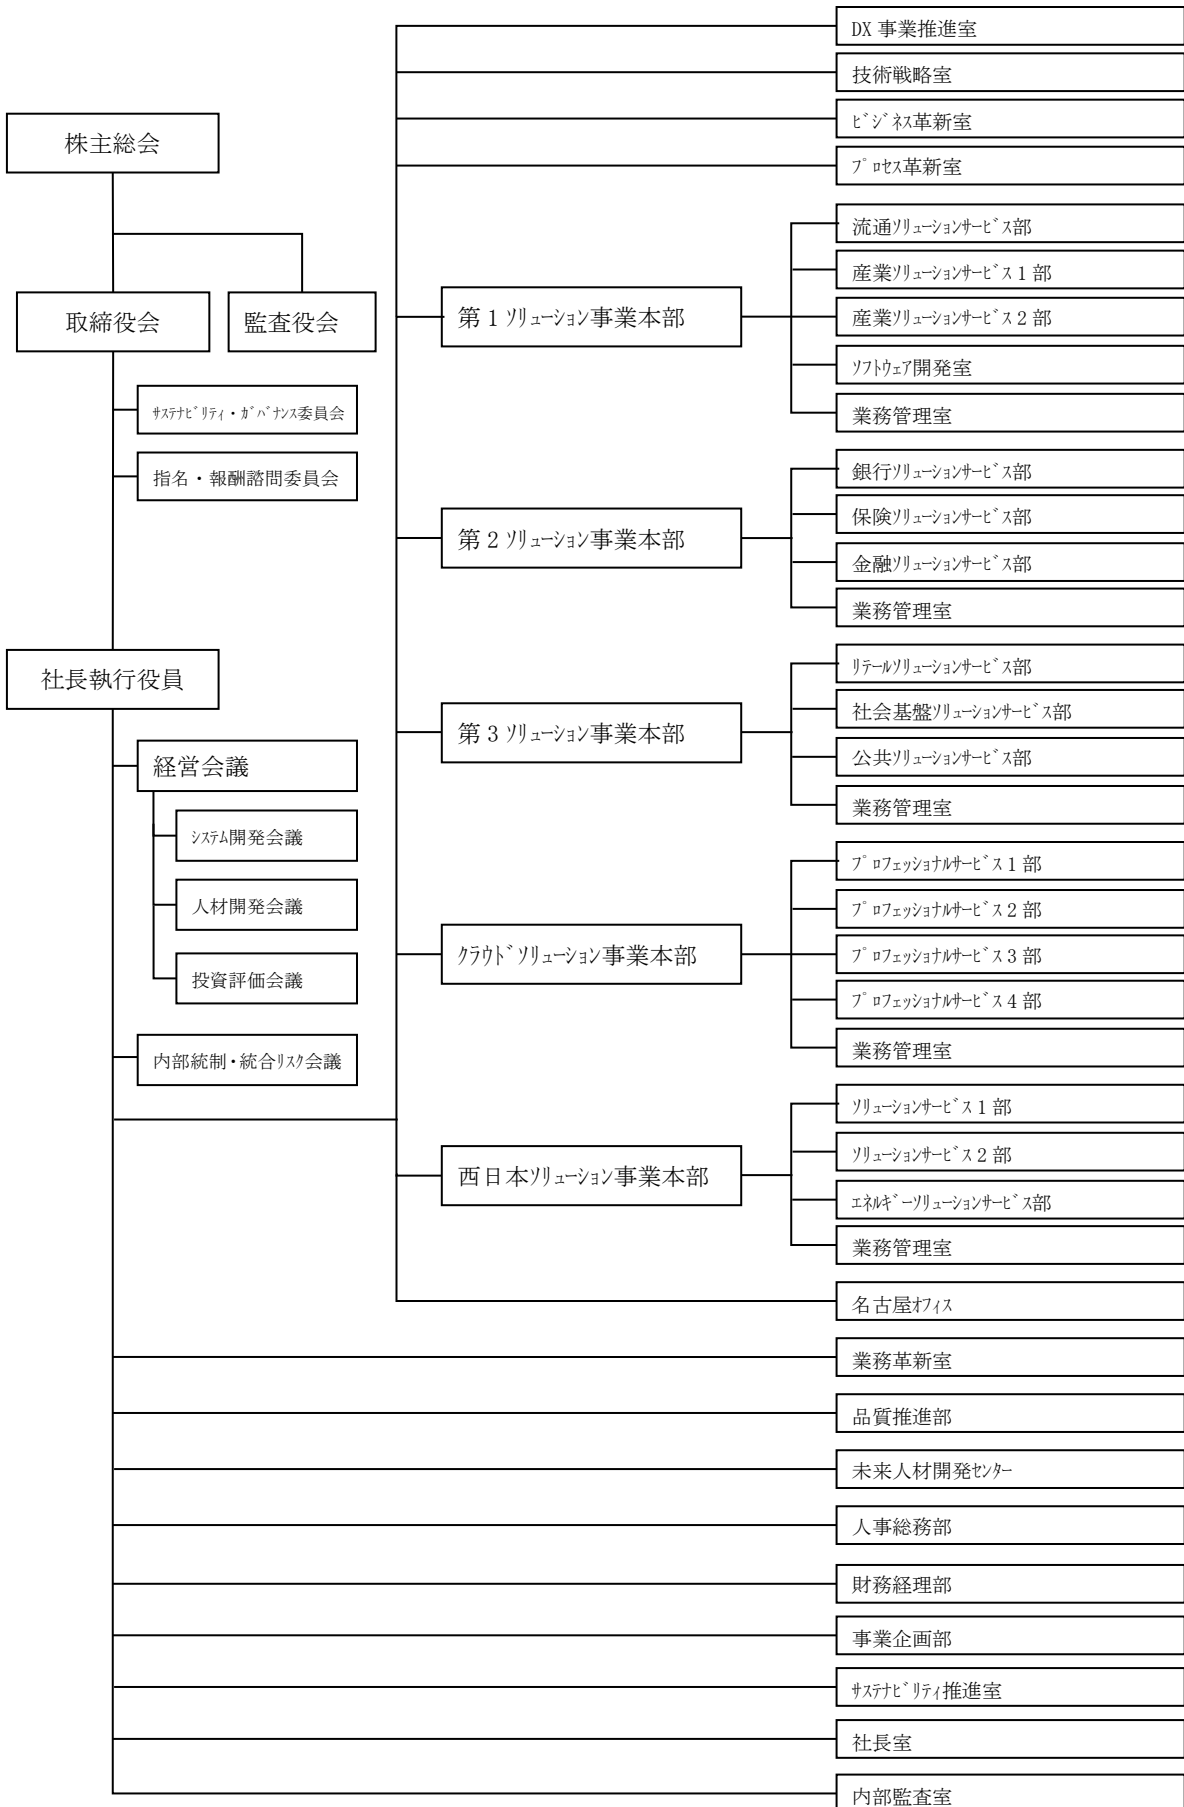 株主総会
取締役会
監査役会
ｻｽﾃﾅﾋﾞﾘﾃｨ・ｶﾞﾊﾞﾅﾝｽ委員会
指名・報酬諮問委員会
社長執行役員
経営会議
ｼｽﾃﾑ開発会議
人材開発会議
投資評価会議
内部統制・統合ﾘｽｸ会議
DX 事業推進室
技術戦略室
ﾋﾞｼﾞﾈｽ革新室
ﾌﾟﾛｾｽ革新室
第 1 ｿﾘｭｰｼｮﾝ事業本部
流通ｿﾘｭｰｼｮﾝｻｰﾋﾞｽ部
産業ｿﾘｭｰｼｮﾝｻｰﾋﾞｽ 1 部
産業ｿﾘｭｰｼｮﾝｻｰﾋﾞｽ 2 部
ｿﾌﾄｳｪｱ開発室
業務管理室
第 2 ｿﾘｭｰｼｮﾝ事業本部
銀行ｿﾘｭｰｼｮﾝｻｰﾋﾞｽ部
保険ｿﾘｭｰｼｮﾝｻｰﾋﾞｽ部
金融ｿﾘｭｰｼｮﾝｻｰﾋﾞｽ部
業務管理室
第 3 ｿﾘｭｰｼｮﾝ事業本部
ﾘﾃｰﾙｿﾘｭｰｼｮﾝｻｰﾋﾞｽ部
社会基盤ｿﾘｭｰｼｮﾝｻｰﾋﾞｽ部
公共ｿﾘｭｰｼｮﾝｻｰﾋﾞｽ部
業務管理室
ｸﾗｳﾄﾞｿﾘｭｰｼｮﾝ事業本部
ﾌﾟﾛﾌｪｯｼｮﾅﾙｻｰﾋﾞｽ 1 部
ﾌﾟﾛﾌｪｯｼｮﾅﾙｻｰﾋﾞｽ 2 部
ﾌﾟﾛﾌｪｯｼｮﾅﾙｻｰﾋﾞｽ 3 部
ﾌﾟﾛﾌｪｯｼｮﾅﾙｻｰﾋﾞｽ 4 部
業務管理室
西日本ｿﾘｭｰｼｮﾝ事業本部
ｿﾘｭｰｼｮﾝｻｰﾋﾞｽ 1 部
ｿﾘｭｰｼｮﾝｻｰﾋﾞｽ 2 部
ｴﾈﾙｷﾞｰｿﾘｭｰｼｮﾝｻｰﾋﾞｽ部
業務管理室
名古屋ｵﾌｨｽ
業務革新室
品質推進部
未来人材開発ｾﾝﾀｰ
人事総務部
財務経理部
事業企画部
ｻｽﾃﾅﾋﾞﾘﾃｨ推進室
社長室
内部監査室